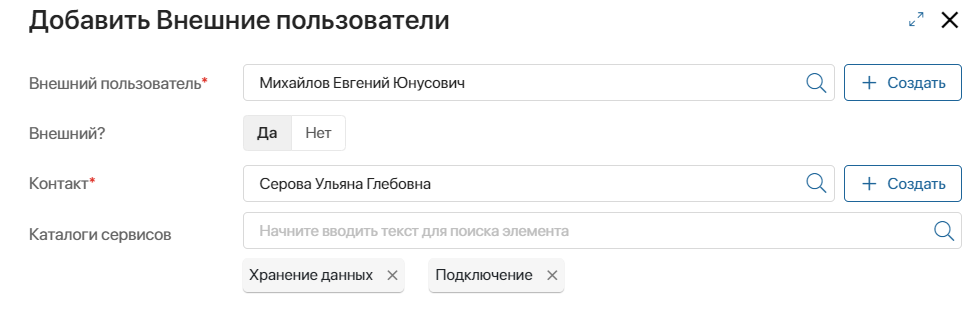 Добавить Внешние пользователи
Внешний пользователь* Михайлов Евгений Юнусович + Создать
Внешний? Да Нет
Контакт* Серова Ульяна Глебовна + Создать
Каталоги сервисов Начните вводить текст для поиска элемента
Хранение данных × Подключение ×